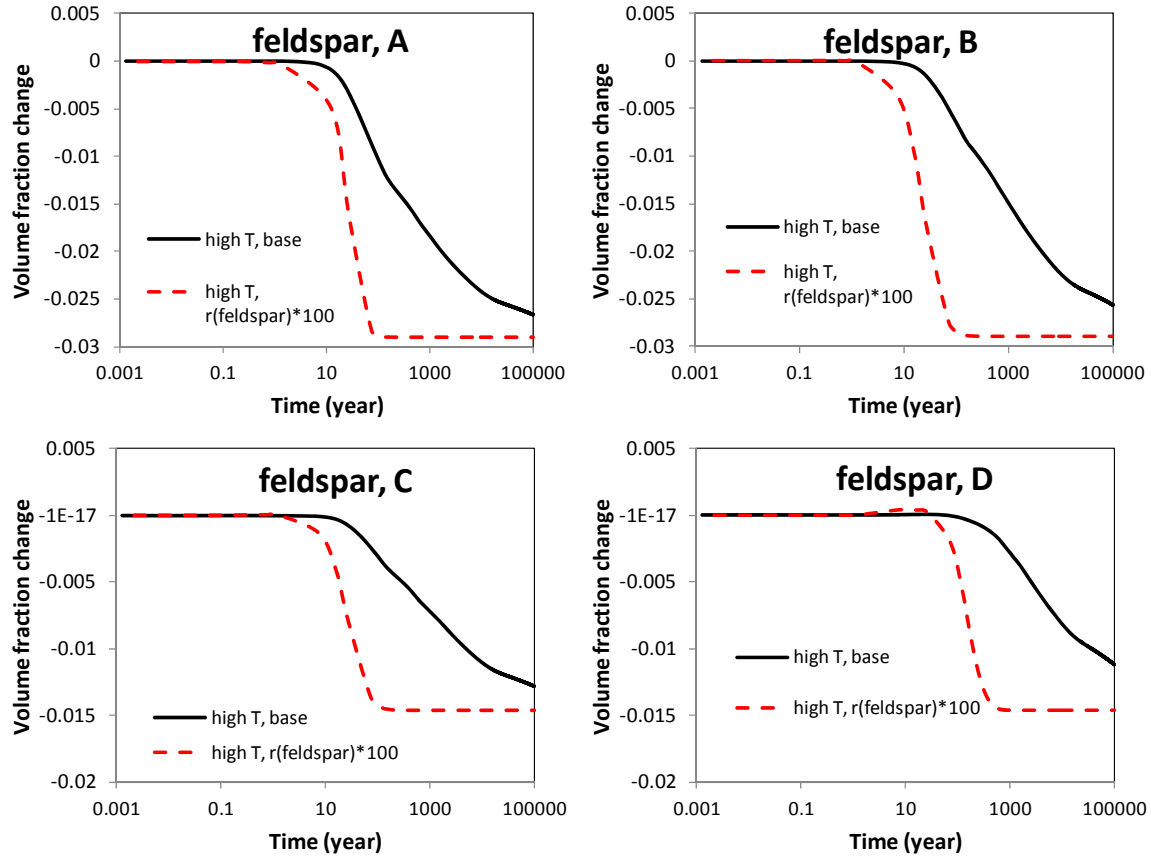 feldspar, A
Volume fraction change
0.005
0
-0.005
-0.01
-0.015
-0.02
-0.025
-0.03
high T, base
high T,
r(feldspar)*100
0.001 0.1 10 1000 100000
Time (year)
feldspar, B
Volume fraction change
0.005
0
-0.005
-0.01
-0.015
-0.02
-0.025
-0.03
high T, base
high T,
r(feldspar)*100
0.001 0.1 10 1000 100000
Time (year)
feldspar, C
Volume fraction change
0.005
-1E-17
-0.005
-0.01
-0.015
-0.02
high T, base
high T, r(feldspar)*100
0.001 0.1 10 1000 100000
Time (year)
feldspar, D
Volume fraction change
0.005
-1E-17
-0.005
-0.01
-0.015
-0.02
high T, base
high T, r(feldspar)*100
0.001 0.1 10 1000 100000
Time (year)